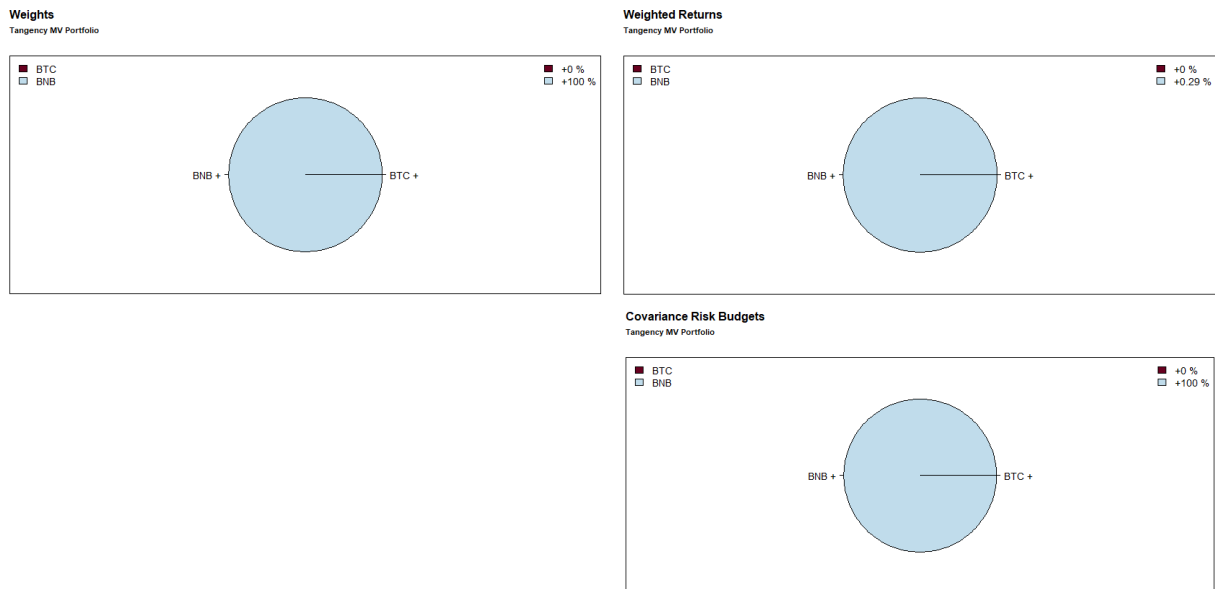 Weights
Tangency MV Portfolio
BTC +0 %
BNB +100 %
BNB + BTC +
Weighted Returns
Tangency MV Portfolio
BTC +0 %
BNB +0.29 %
BNB + BTC +
Covariance Risk Budgets
Tangency MV Portfolio
BTC +0 %
BNB +100 %
BNB + BTC +